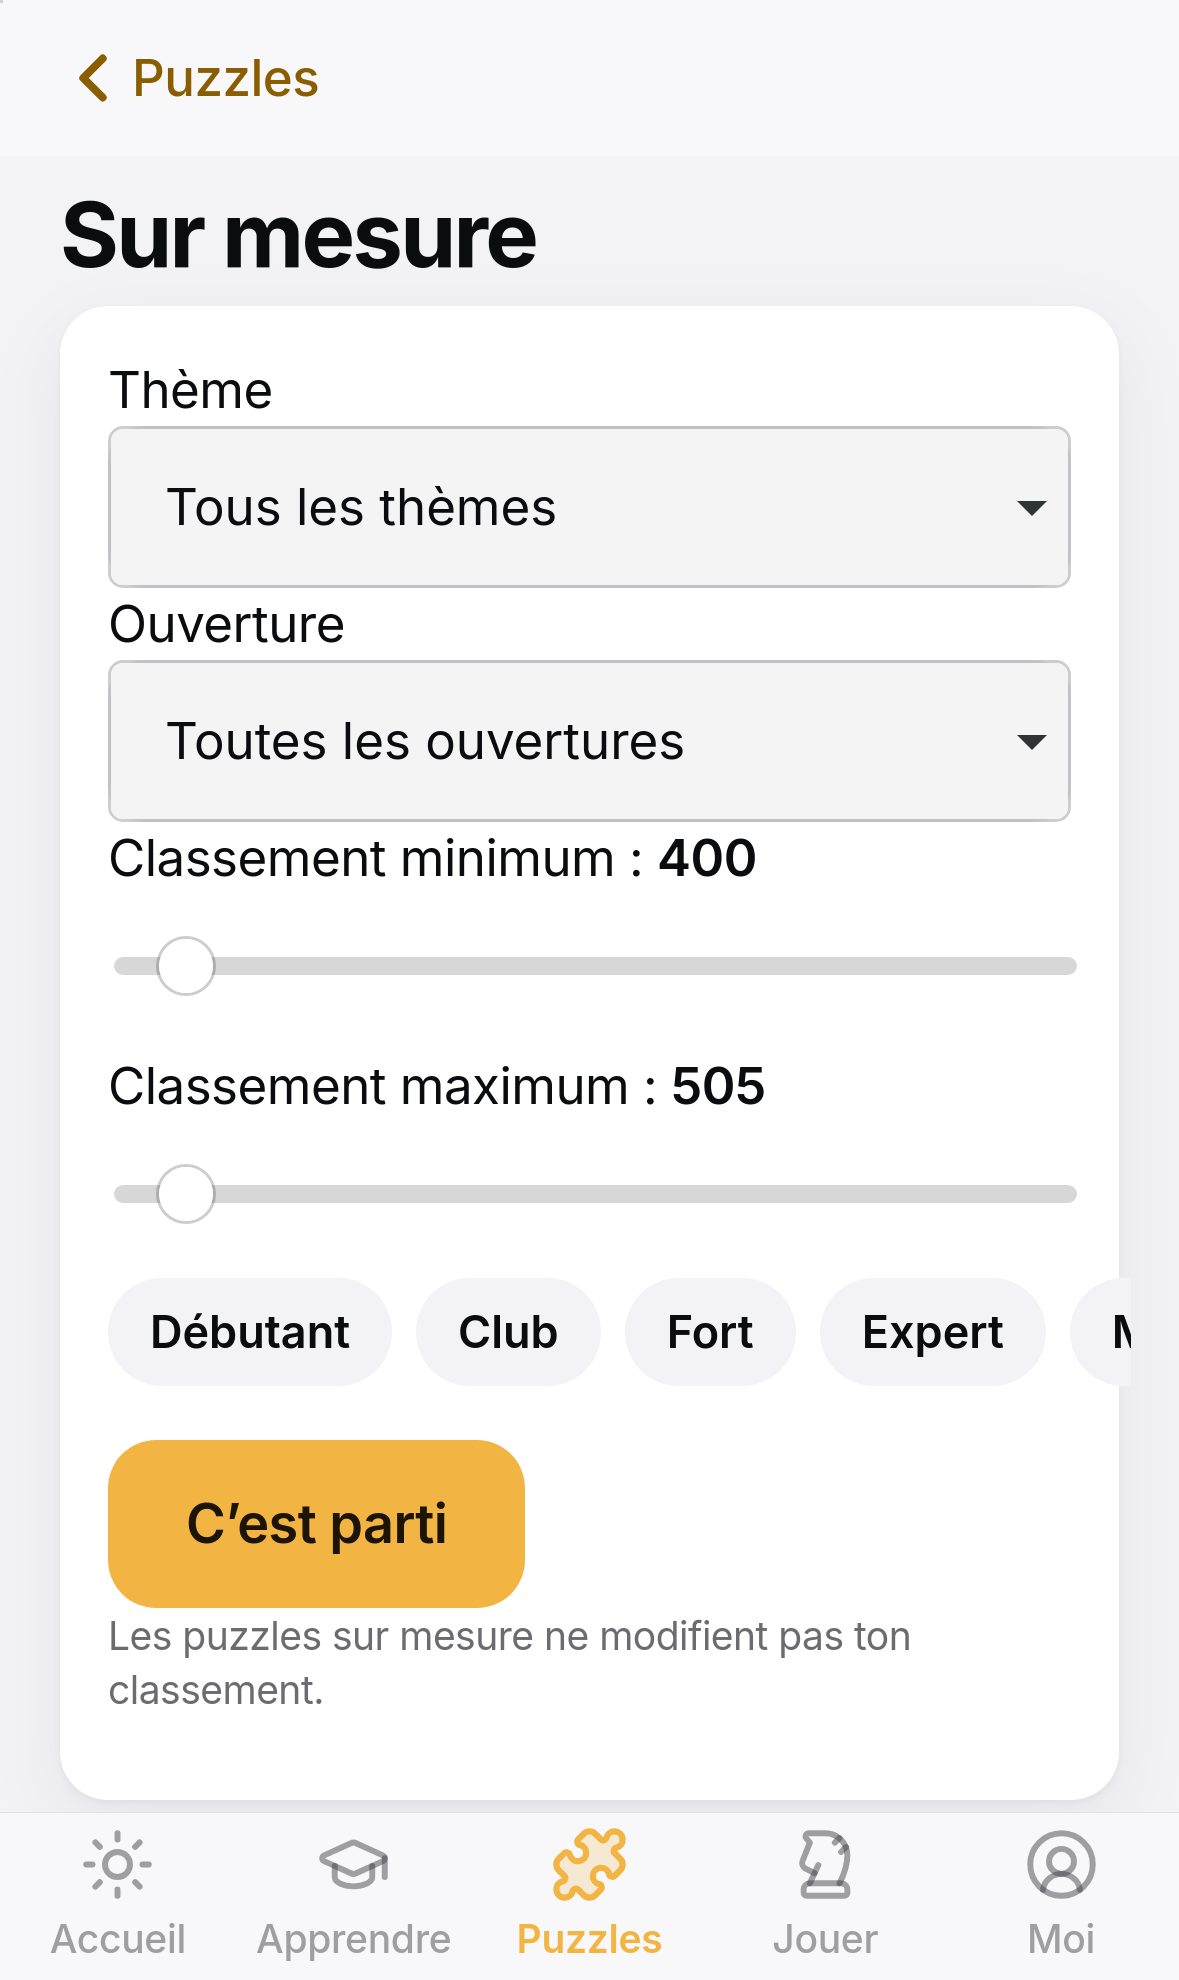 Puzzles
Sur mesure
Thème
Tous les thèmes
Ouverture
Toutes les ouvertures
Classement minimum : 400
Classement maximum : 505
Débutant Club Fort Expert
C’est parti
Les puzzles sur mesure ne modifient pas ton
classement.
Accueil Apprendre Puzzles Jouer Moi